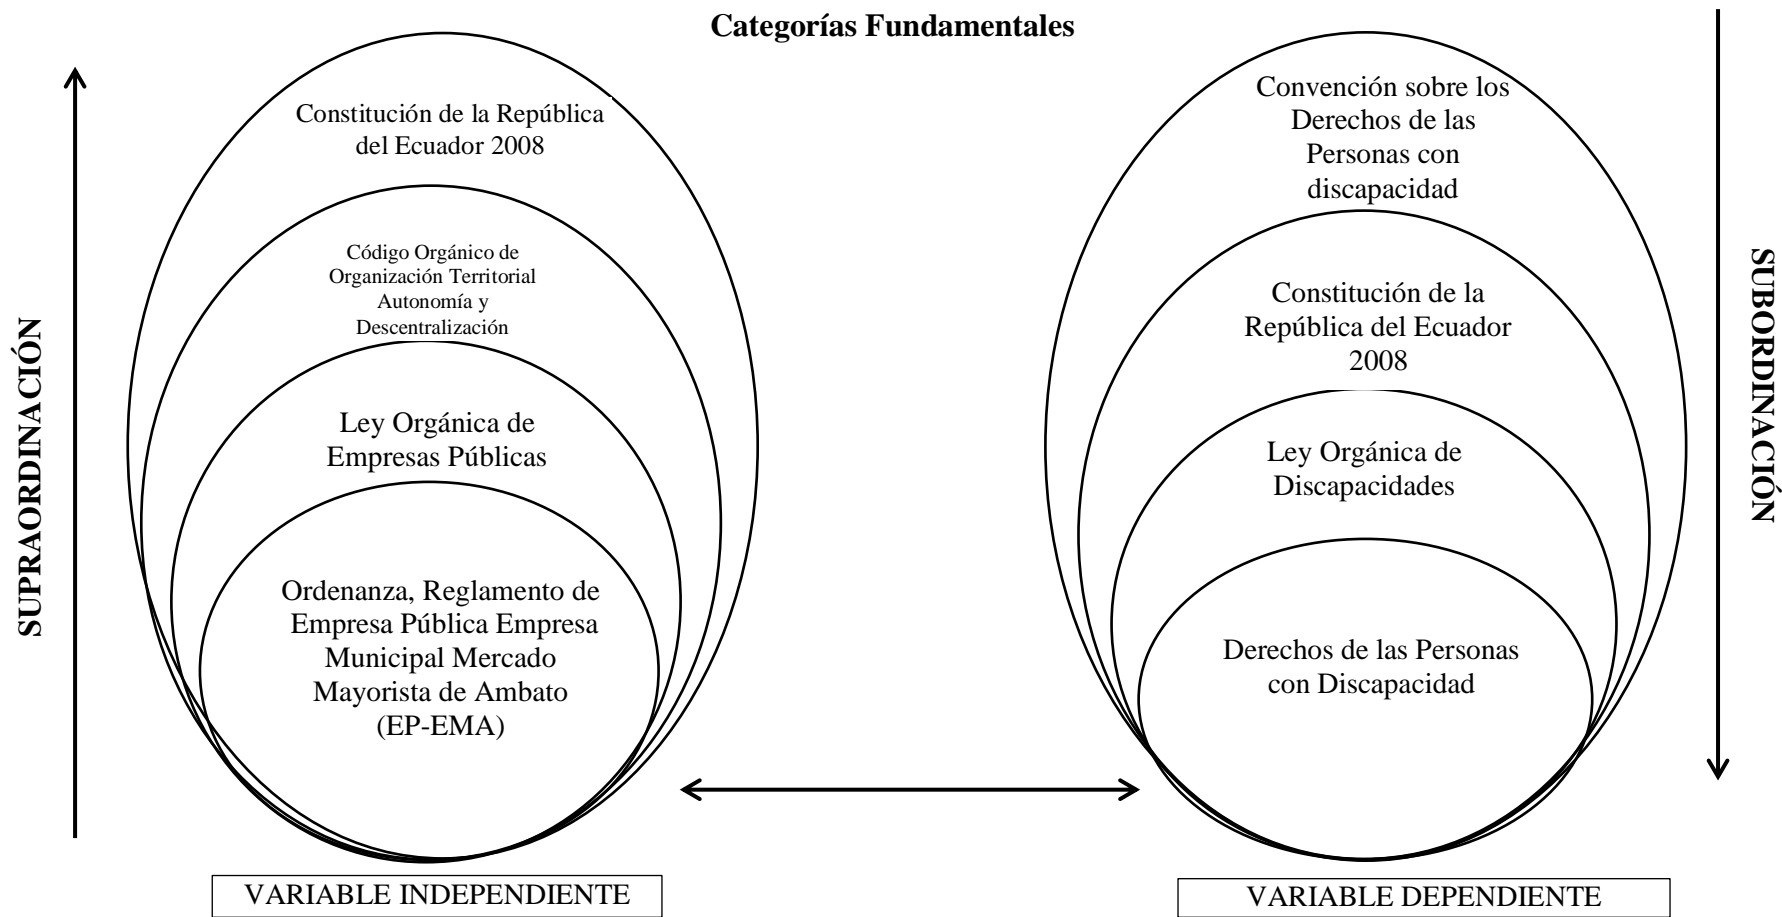 Categorías Fundamentales
SUPRAORDINACIÓN
Constitución de la República
del Ecuador 2008
Código Orgánico de
Organización Territorial
Autonomía y
Descentralización
Ley Orgánica de
Empresas Públicas
Ordenanza, Reglamento de
Empresa Pública Empresa
Municipal Mercado
Mayorista de Ambato
(EP-EMA)
VARIABLE INDEPENDIENTE
Convención sobre los
Derechos de las
Personas con
discapacidad
Constitución de la
República del Ecuador
2008
Ley Orgánica de
Discapacidades
Derechos de las Personas
con Discapacidad
VARIABLE DEPENDIENTE
SUBORDINACIÓN